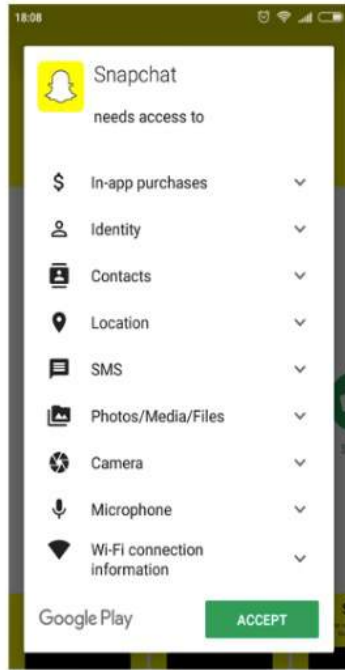 18:08
Snapchat
needs access to
In-app purchases
Identity
Contacts
Location
SMS
Photos/Media/Files
Camera
Microphone
Wi-Fi connection
information
Google Play
ACCEPT